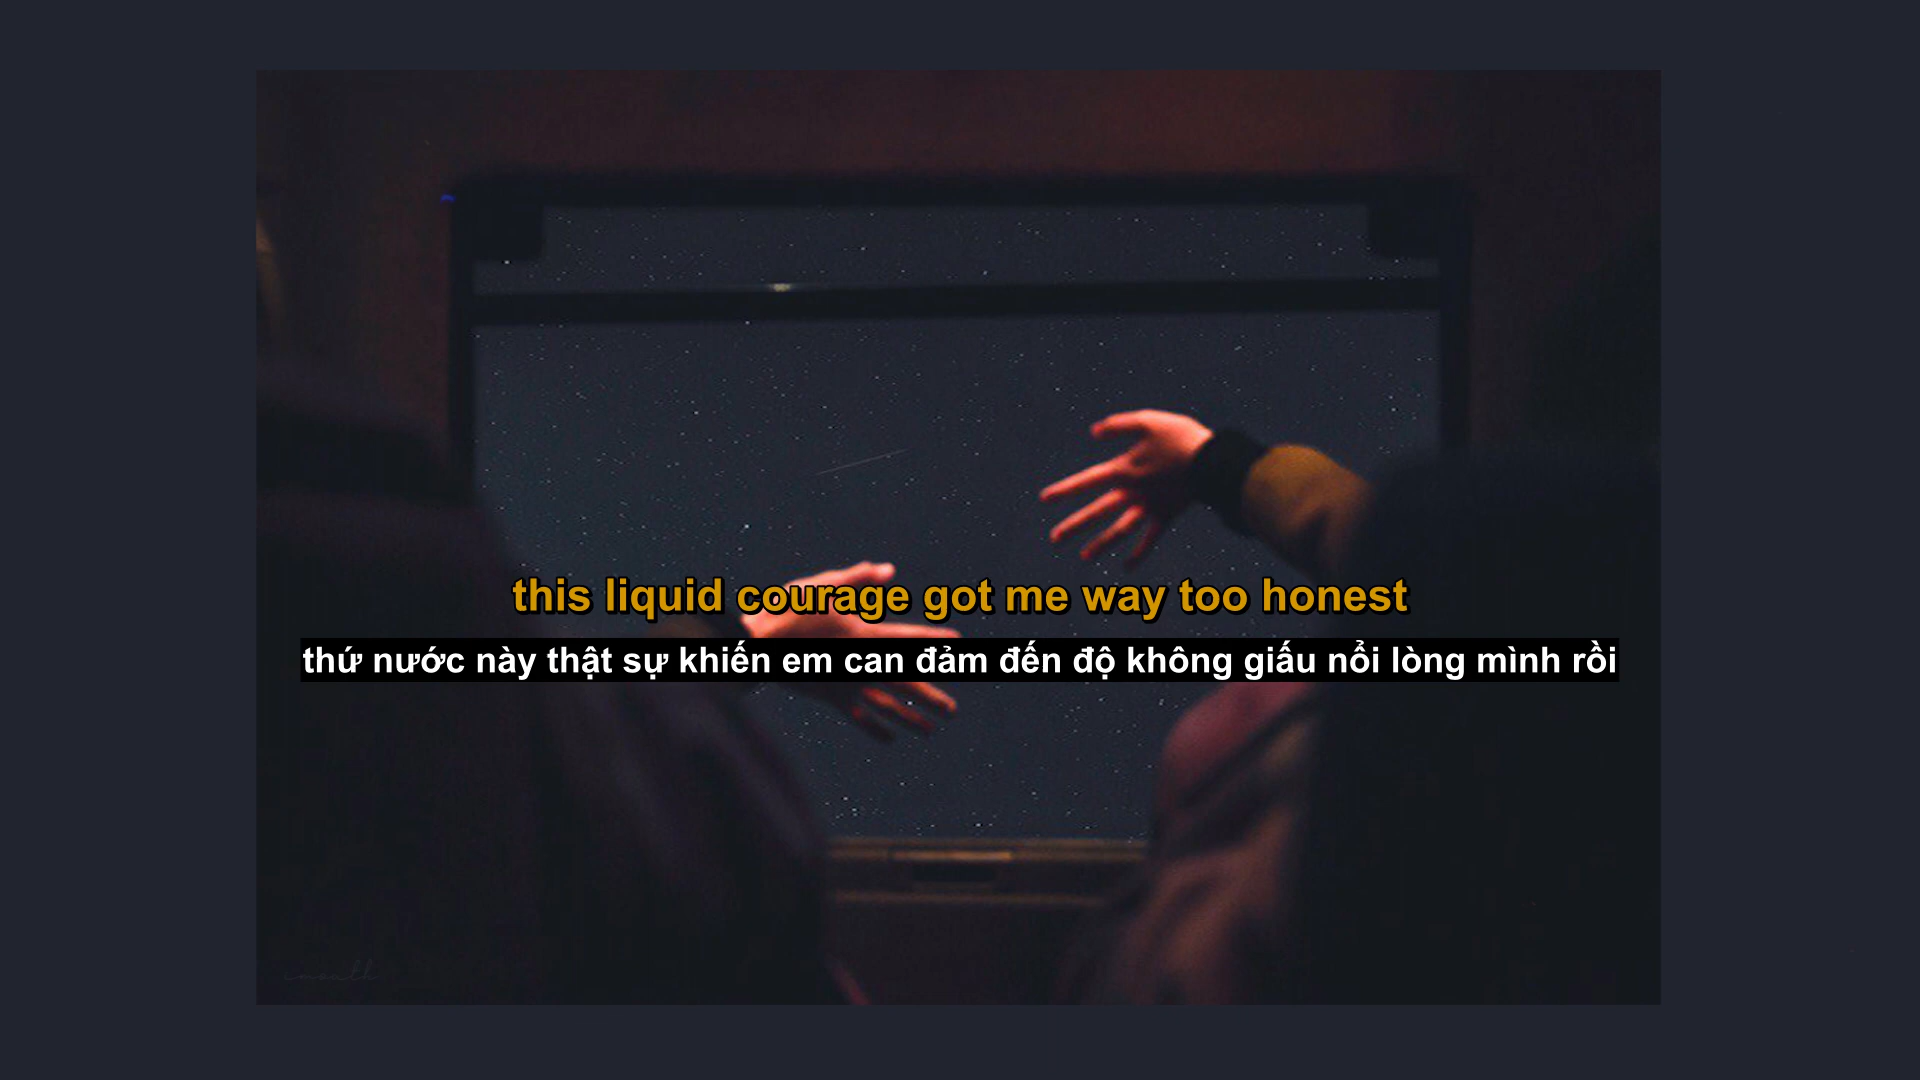 this liquid courage got me way too honest
thứ nước này thật sự khiến em can đảm đến độ không giấu nổi lòng mình rồi